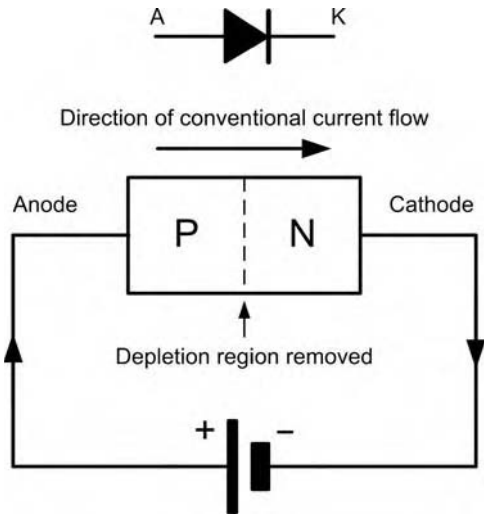 A K
Direction of conventional current flow
Anode Cathode
P N
Depletion region removed
+ −